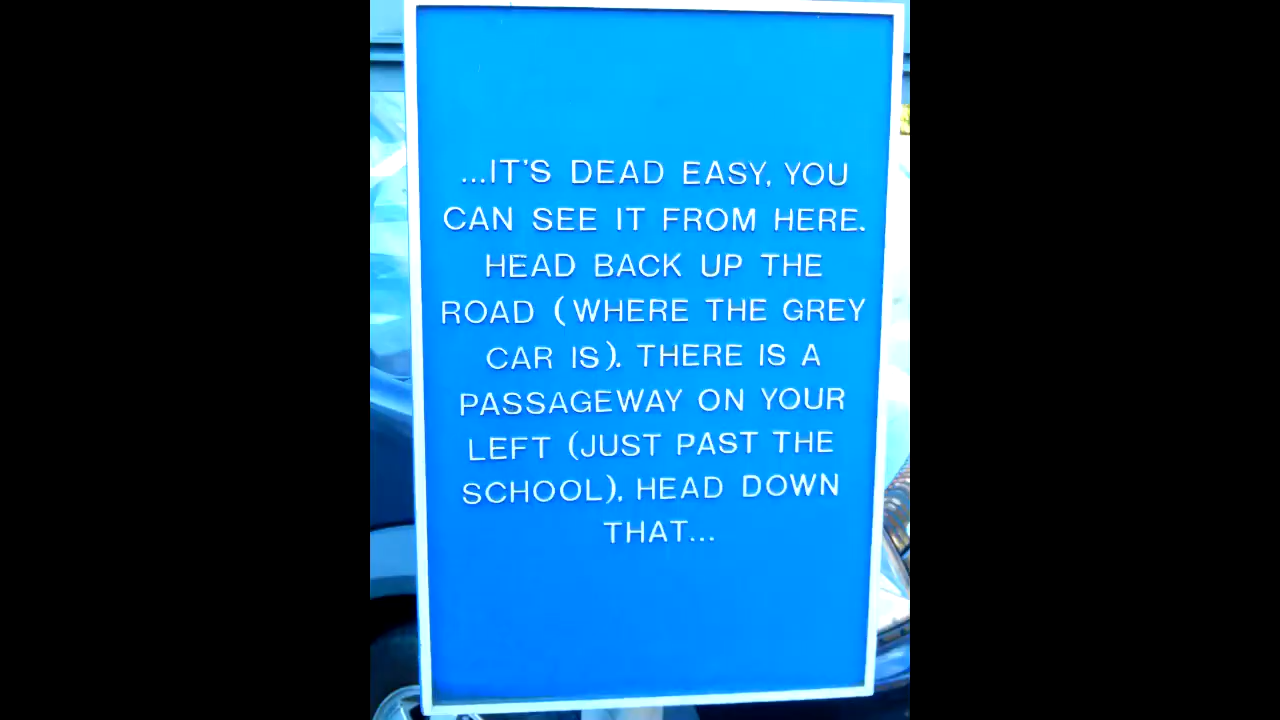 ...IT'S DEAD EASY, YOU
CAN SEE IT FROM HERE.
HEAD BACK UP THE
ROAD (WHERE THE GREY
CAR IS). THERE IS A
PASSAGEWAY ON YOUR
LEFT (JUST PAST THE
SCHOOL), HEAD DOWN
THAT...